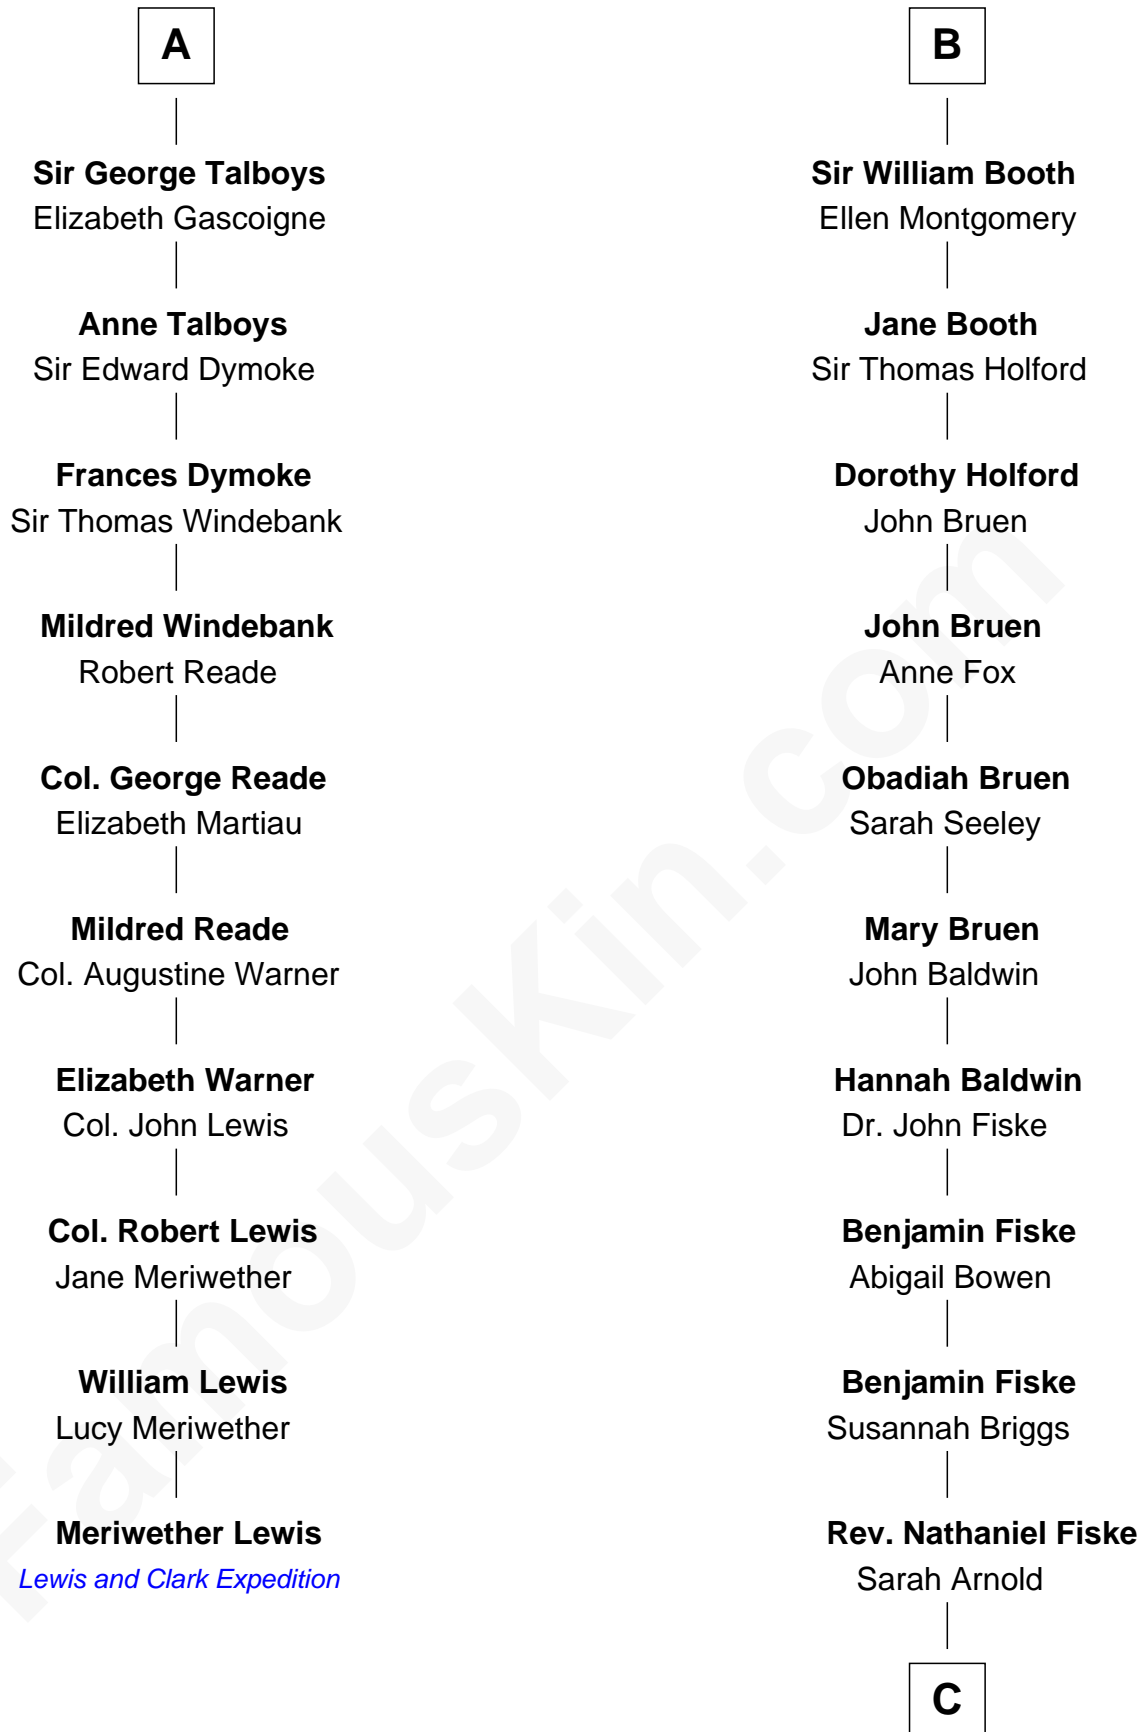 A
Sir George Talboys
Elizabeth Gascoigne
Anne Talboys
Sir Edward Dymoke
Frances Dymoke
Sir Thomas Windebank
Mildred Windebank
Robert Reade
Col. George Reade
Elizabeth Martiau
Mildred Reade
Col. Augustine Warner
Elizabeth Warner
Col. John Lewis
Col. Robert Lewis
Jane Meriwether
William Lewis
Lucy Meriwether
Meriwether Lewis
Lewis and Clark Expedition
B
Sir William Booth
Ellen Montgomery
Jane Booth
Sir Thomas Holford
Dorothy Holford
John Bruen
John Bruen
Anne Fox
Obadiah Bruen
Sarah Seeley
Mary Bruen
John Baldwin
Hannah Baldwin
Dr. John Fiske
Benjamin Fiske
Abigail Bowen
Benjamin Fiske
Susannah Briggs
Rev. Nathaniel Fiske
Sarah Arnold
C
FamousKin.com